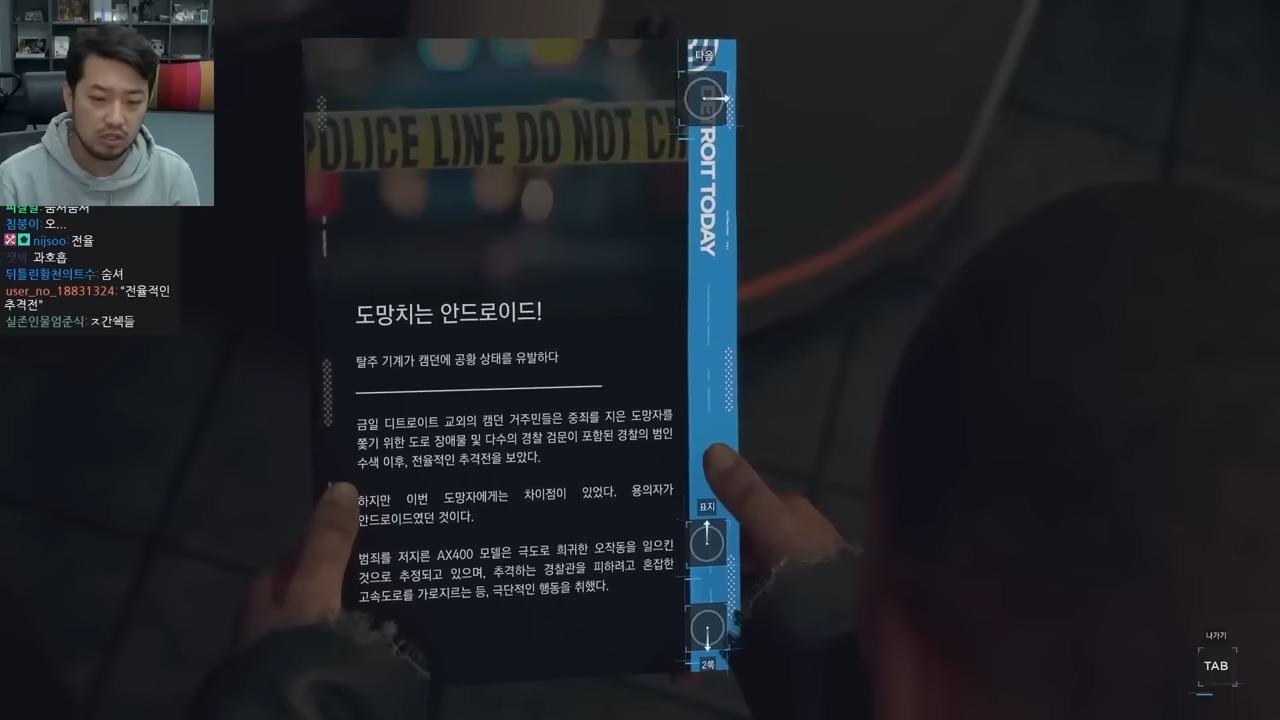 피잘알: 숨셔숨셔
침붕이: 오...
nijsoo: 전율
잿빡: 과호흡
뒤틀린황천의트수: 숨셔
user_no_18831324: "전율적인
추격전"
실존인물엄준식: ㅈ간쉑들
다음
POLICE LINE DO NOT CR
DETROIT TODAY
도망치는 안드로이드!
탈주 기계가 캠던에 공황 상태를 유발하다
금일 디트로이트 교외의 캠던 거주민들은 중죄를 지은 도망자를
쫓기 위한 도로 장애물 및 다수의 경찰 검문이 포함된 경찰의 범인
수색 이후, 전율적인 추격전을 보았다.
하지만 이번 도망자에게는 차이점이 있었다. 용의자가
안드로이드였던 것이다.
범죄를 저지른 AX400 모델은 극도로 희귀한 오작동을 일으킨
것으로 추정되고 있으며, 추격하는 경찰관을 피하려고 혼잡한
고속도로를 가로지르는 등, 극단적인 행동을 취했다.
표지
2쪽
나가기
TAB